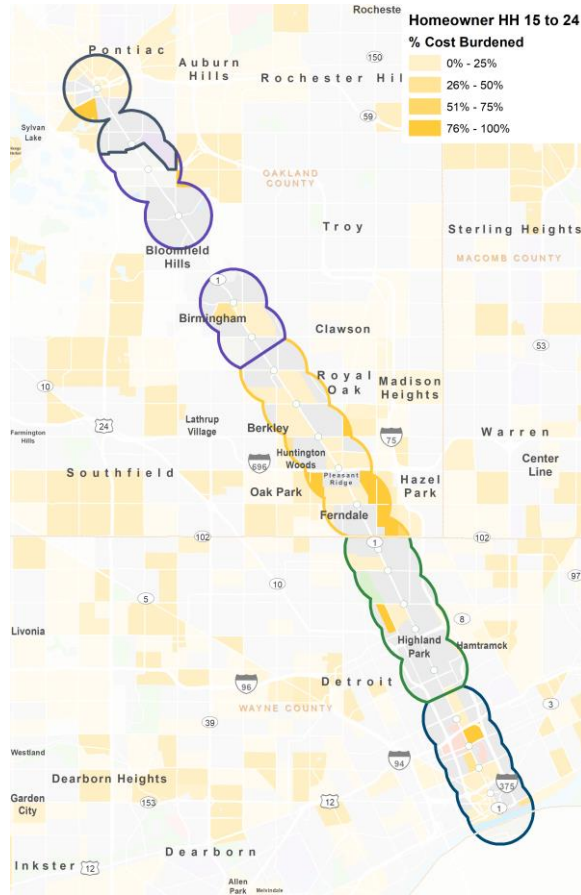 Rocheste
Homeowner HH 15 to 24
% Cost Burdened
0% - 25%
26% - 50%
51% - 75%
76% - 100%
Pontiac
Auburn
Hills
150
Rochester Hil
59
Sylvan
Lake
OAKLAND
COUNTY
Troy
Sterling Heights
MACOMB COUNTY
Bloomfield
Hills
1
Birmingham
Clawson
53
Royal
Oak
Madison
Heights
10
24
Lathrup
Village
Berkley
75
Warren
Farmington
Hills
Huntington
Woods
Center
Line
696
Southfield
Pleasant
Ridge
Hazel
Park
Oak Park
Ferndale
102
1
102
97
10
5
8
Livonia
Highland
Park
Hamtramck
Detroit
96
WAYNE COUNTY
3
39
Westland
94
Dearborn Heights
375
Garden
City
153
12
1
Dearborn
Inkster
12
Allen
Park
Melvindale